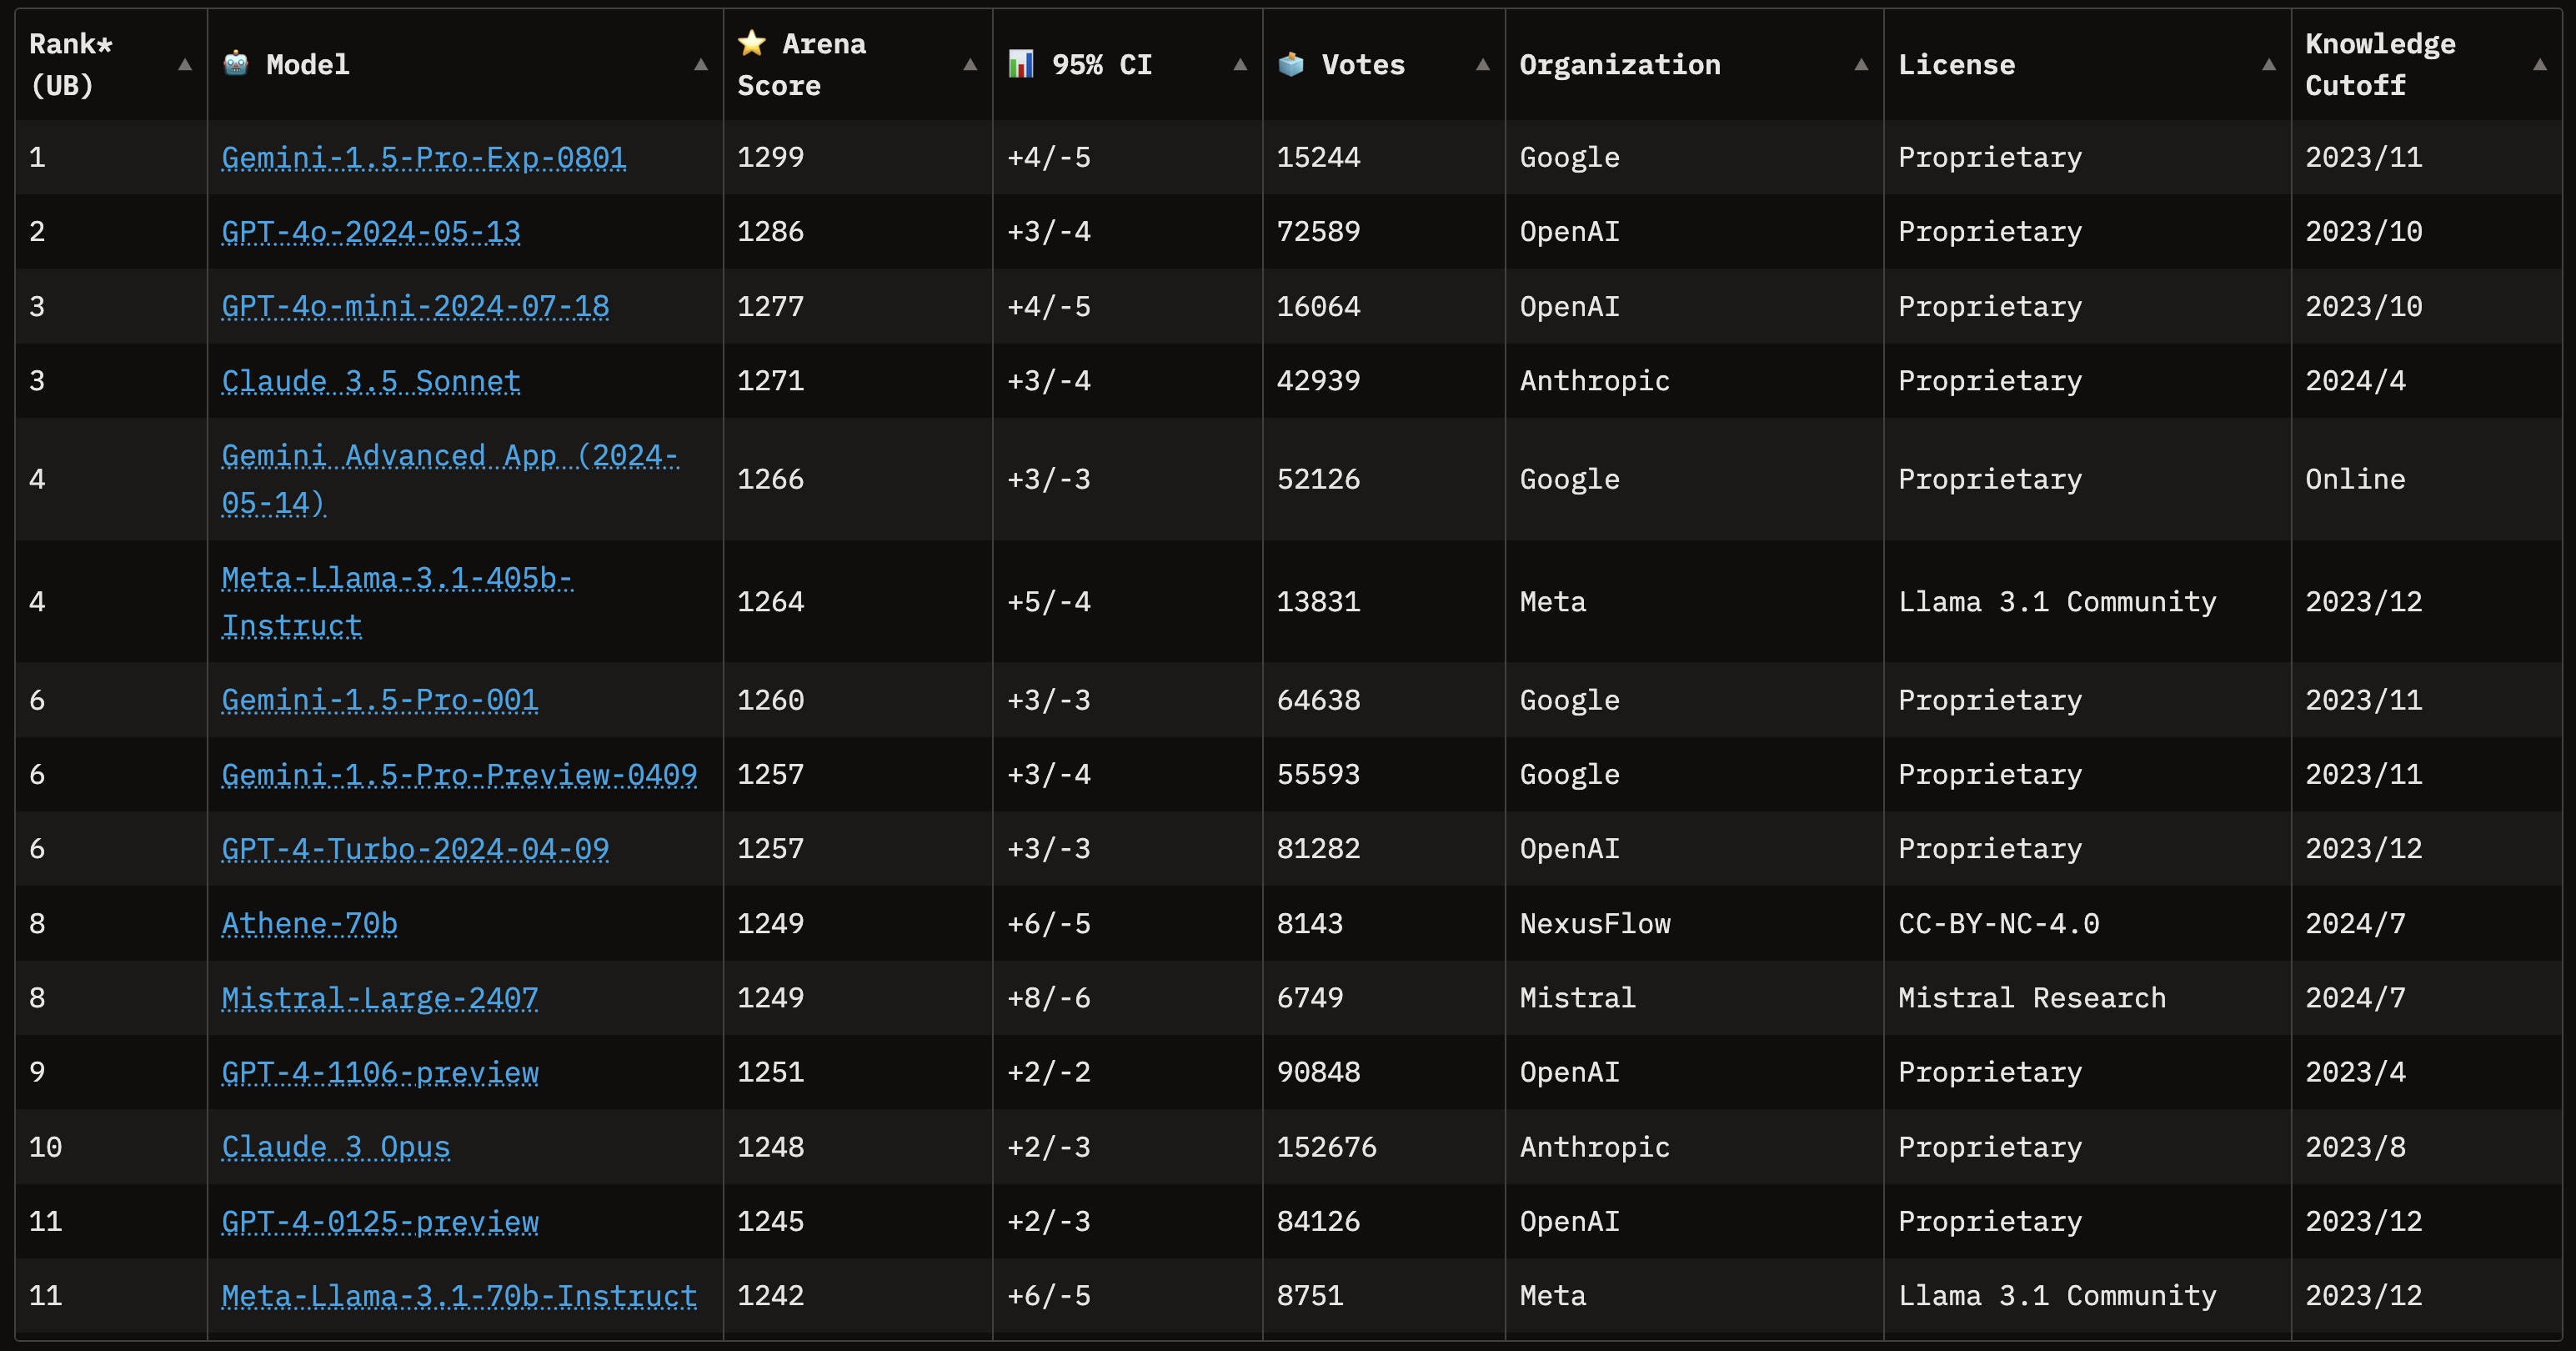 Rank* (UB) ▲ 🤖 Model ▲ ⭐ Arena Score ▲ 📊 95% CI ▲ 🗳️ Votes ▲ Organization ▲ License ▲ Knowledge Cutoff ▲
1 Gemini-1.5-Pro-Exp-0801 1299 +4/-5 15244 Google Proprietary 2023/11
2 GPT-4o-2024-05-13 1286 +3/-4 72589 OpenAI Proprietary 2023/10
3 GPT-4o-mini-2024-07-18 1277 +4/-5 16064 OpenAI Proprietary 2023/10
3 Claude 3.5 Sonnet 1271 +3/-4 42939 Anthropic Proprietary 2024/4
4 Gemini Advanced App (2024-05-14) 1266 +3/-3 52126 Google Proprietary Online
4 Meta-Llama-3.1-405b-Instruct 1264 +5/-4 13831 Meta Llama 3.1 Community 2023/12
6 Gemini-1.5-Pro-001 1260 +3/-3 64638 Google Proprietary 2023/11
6 Gemini-1.5-Pro-Preview-0409 1257 +3/-4 55593 Google Proprietary 2023/11
6 GPT-4-Turbo-2024-04-09 1257 +3/-3 81282 OpenAI Proprietary 2023/12
8 Athene-70b 1249 +6/-5 8143 NexusFlow CC-BY-NC-4.0 2024/7
8 Mistral-Large-2407 1249 +8/-6 6749 Mistral Mistral Research 2024/7
9 GPT-4-1106-preview 1251 +2/-2 90848 OpenAI Proprietary 2023/4
10 Claude 3 Opus 1248 +2/-3 152676 Anthropic Proprietary 2023/8
11 GPT-4-0125-preview 1245 +2/-3 84126 OpenAI Proprietary 2023/12
11 Meta-Llama-3.1-70b-Instruct 1242 +6/-5 8751 Meta Llama 3.1 Community 2023/12